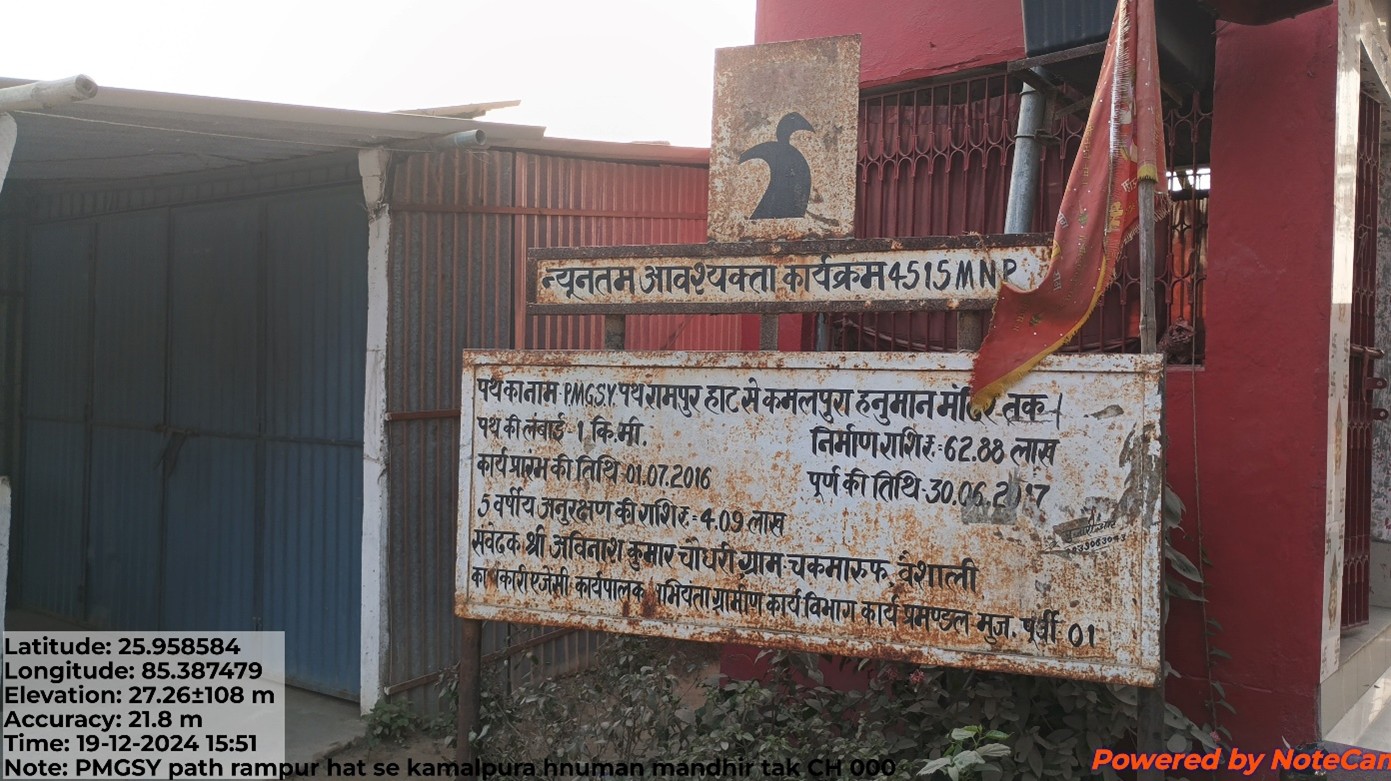 न्यूनतम आवश्यक्ता कार्यक्रम 4515 MNP
पथ का नाम P.M.G.S.Y. पथ रामपुर हाट से कमलपुरा हनुमान मंदिर तक
पथ की लंबाई - 1 कि.मी. निर्माण राशि रु.=62.88 लाख
कार्य प्रारंभ की तिथि 01.07.2016 पूर्ण की तिथि-30.06.2017
5 वर्षीय अनुरक्षण की राशि रु.=4.09 लाख
संवेदक श्री अविनाश कुमार चौधरी ग्राम-चकमारुफ, वैशाली
एजेंसी-कार्यपालक ग्रामीण कार्य विभाग कार्य प्रमण्डल मुज. पूर्वी 01
Latitude: 25.958584
Longitude: 85.387479
Elevation: 27.26±108 m
Accuracy: 21.8 m
Time: 19-12-2024 15:51
Note: PMGSY path rampur hat se kamalpura hnuman mandhir tak CH 000
Powered by NoteCam